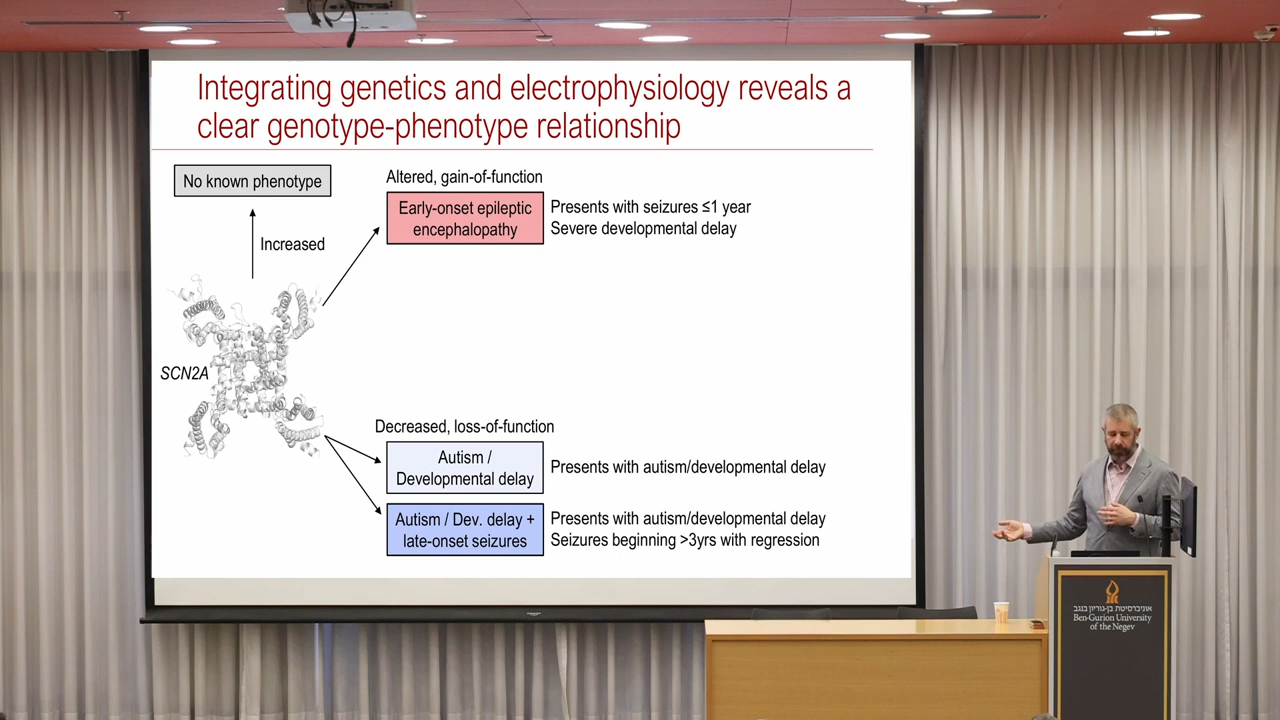 Integrating genetics and electrophysiology reveals a
clear genotype-phenotype relationship
No known phenotype
Increased
SCN2A
Altered, gain-of-function
Early-onset epileptic
encephalopathy
Presents with seizures ≤1 year
Severe developmental delay
Decreased, loss-of-function
Autism /
Developmental delay
Presents with autism/developmental delay
Autism / Dev. delay +
late-onset seizures
Presents with autism/developmental delay
Seizures beginning >3yrs with regression
אוניברסיטת בן-גוריון בנגב
Ben-Gurion University
of the Negev